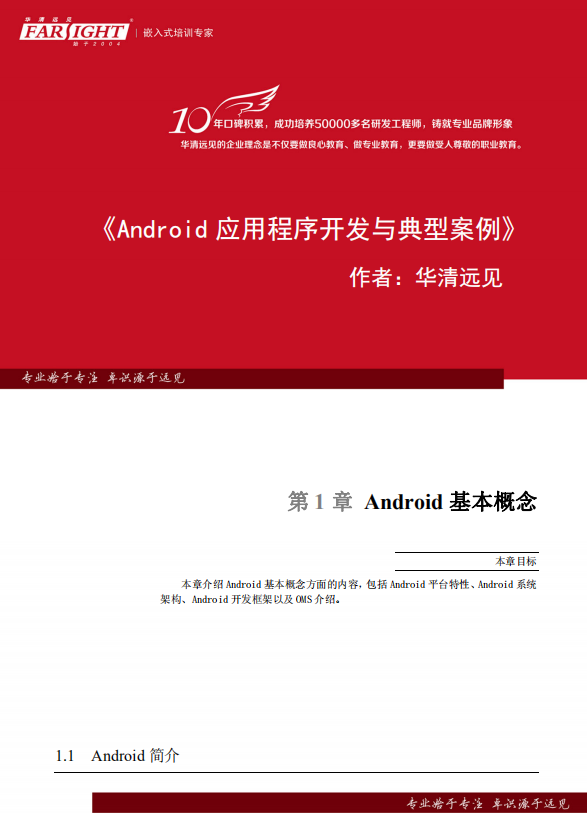 华清远见
FARSIGHT®
始于2004
嵌入式培训专家
10年口碑积累，成功培养50000多名研发工程师，铸就专业品牌形象
华清远见的企业理念是不仅要做良心教育、做专业教育，更要做受人尊敬的职业教育。
《Android 应用程序开发与典型案例》
作者：华清远见
专业始于专注 卓识源于远见
第 1 章 Android 基本概念
本章目标
本章介绍 Android 基本概念方面的内容，包括 Android 平台特性、Android 系统
架构、Android 开发框架以及 OMS 介绍。
1.1 Android 简介
专业始于专注 卓识源于远见